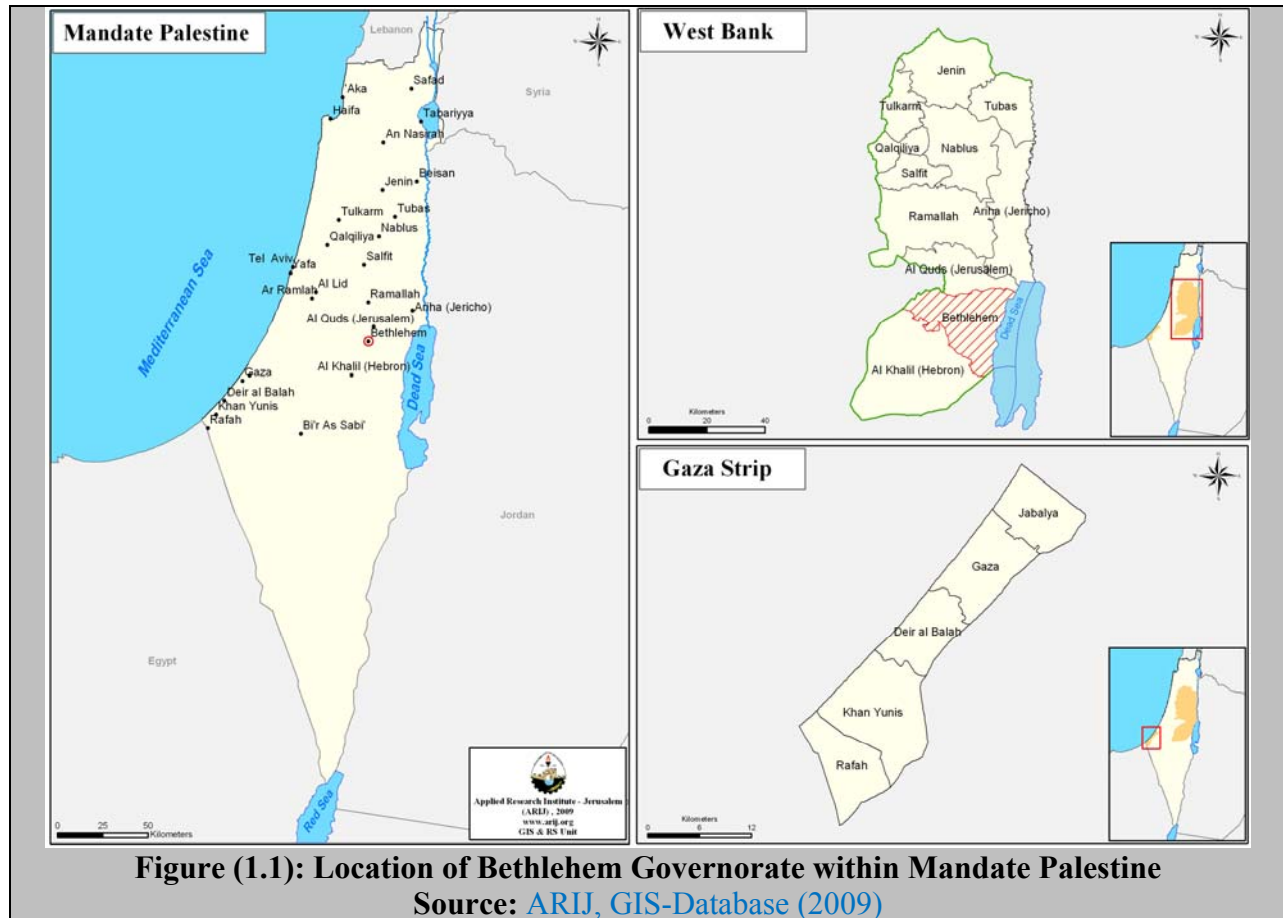 Mandate Palestine
Lebanon
Syria
Safad
'Aka
Haifa
Tabariyya
An Nasirah
Beisan
Jenin
Tulkarm
Tubas
Nablus
Qalqiliya
Tel Aviv
Yafa
Salfit
Al Lid
Ar Ramlah
Ramallah
Ariha (Jericho)
Al Quds (Jerusalem)
Bethlehem
Al Khalil (Hebron)
Gaza
Deir al Balah
Khan Yunis
Rafah
Bi'r As Sabi'
Mediterranean Sea
Dead Sea
Jordan
Egypt
Red Sea
0 25 50
Kilometers
Applied Research Institute - Jerusalem
(ARIJ) , 2009
www.arij.org
GIS & RS Unit
West Bank
Jenin
Tulkarm
Tubas
Qalqiliya
Nablus
Salfit
Ramallah
Ariha (Jericho)
Al Quds (Jerusalem)
Bethlehem
Dead Sea
Al Khalil (Hebron)
Kilometers
0 20 40
Gaza Strip
Jabalya
Gaza
Deir al Balah
Khan Yunis
Rafah
Kilometers
0 6 12
Figure (1.1): Location of Bethlehem Governorate within Mandate Palestine
Source: ARIJ, GIS-Database (2009)